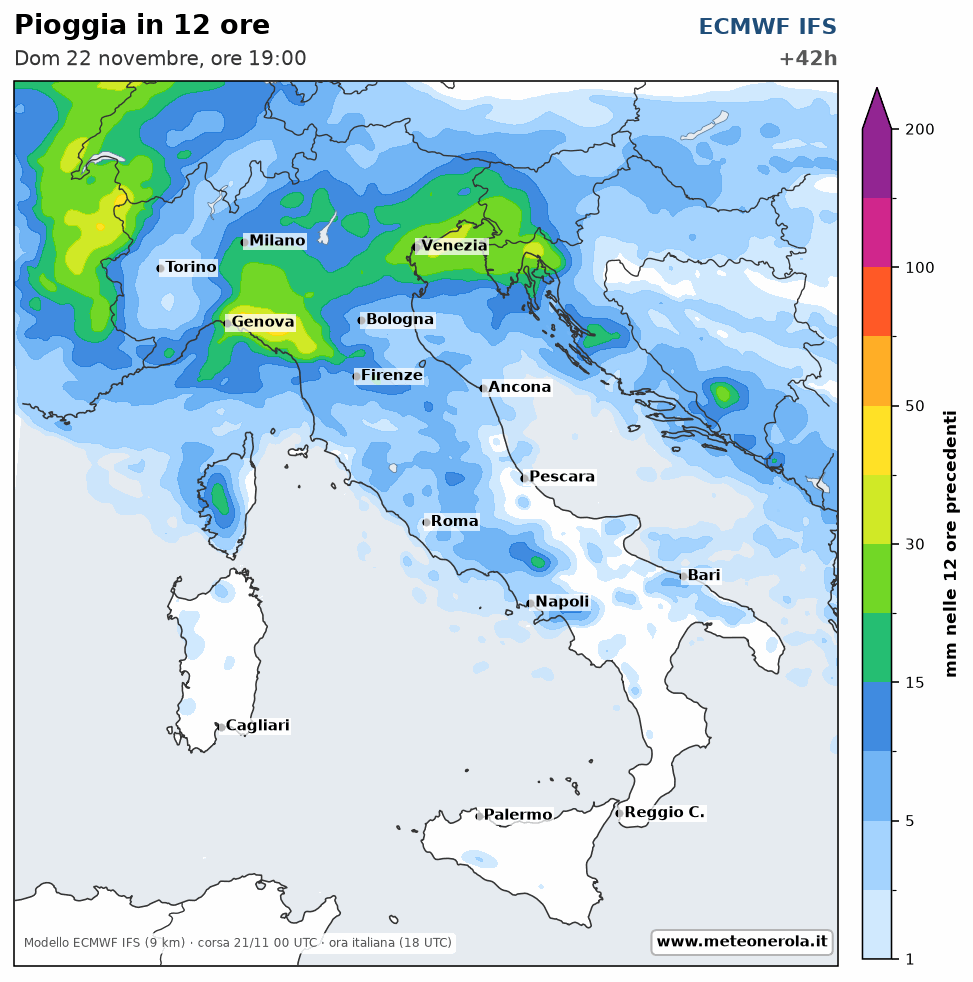 Pioggia in 12 ore
ECMWF IFS
Dom 22 novembre, ore 19:00
+42h
Milano
Venezia
Torino
Genova
Bologna
Firenze
Ancona
Pescara
Roma
Bari
Napoli
Cagliari
Palermo
Reggio C.
200
100
50
30
15
5
1
mm nelle 12 ore precedenti
Modello ECMWF IFS (9 km) · corsa 21/11 00 UTC · ora italiana (18 UTC)
www.meteonerola.it